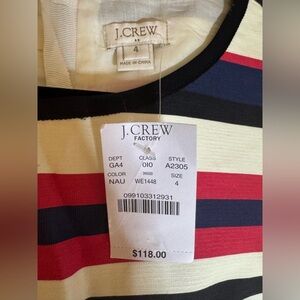 J.CREW
4
MADE IN CHINA
J.CREW
FACTORY
DEPT CLASS STYLE
GA4 010 A2305
COLOR SIZE
NAU WE1448 4
099103312931
$118.00